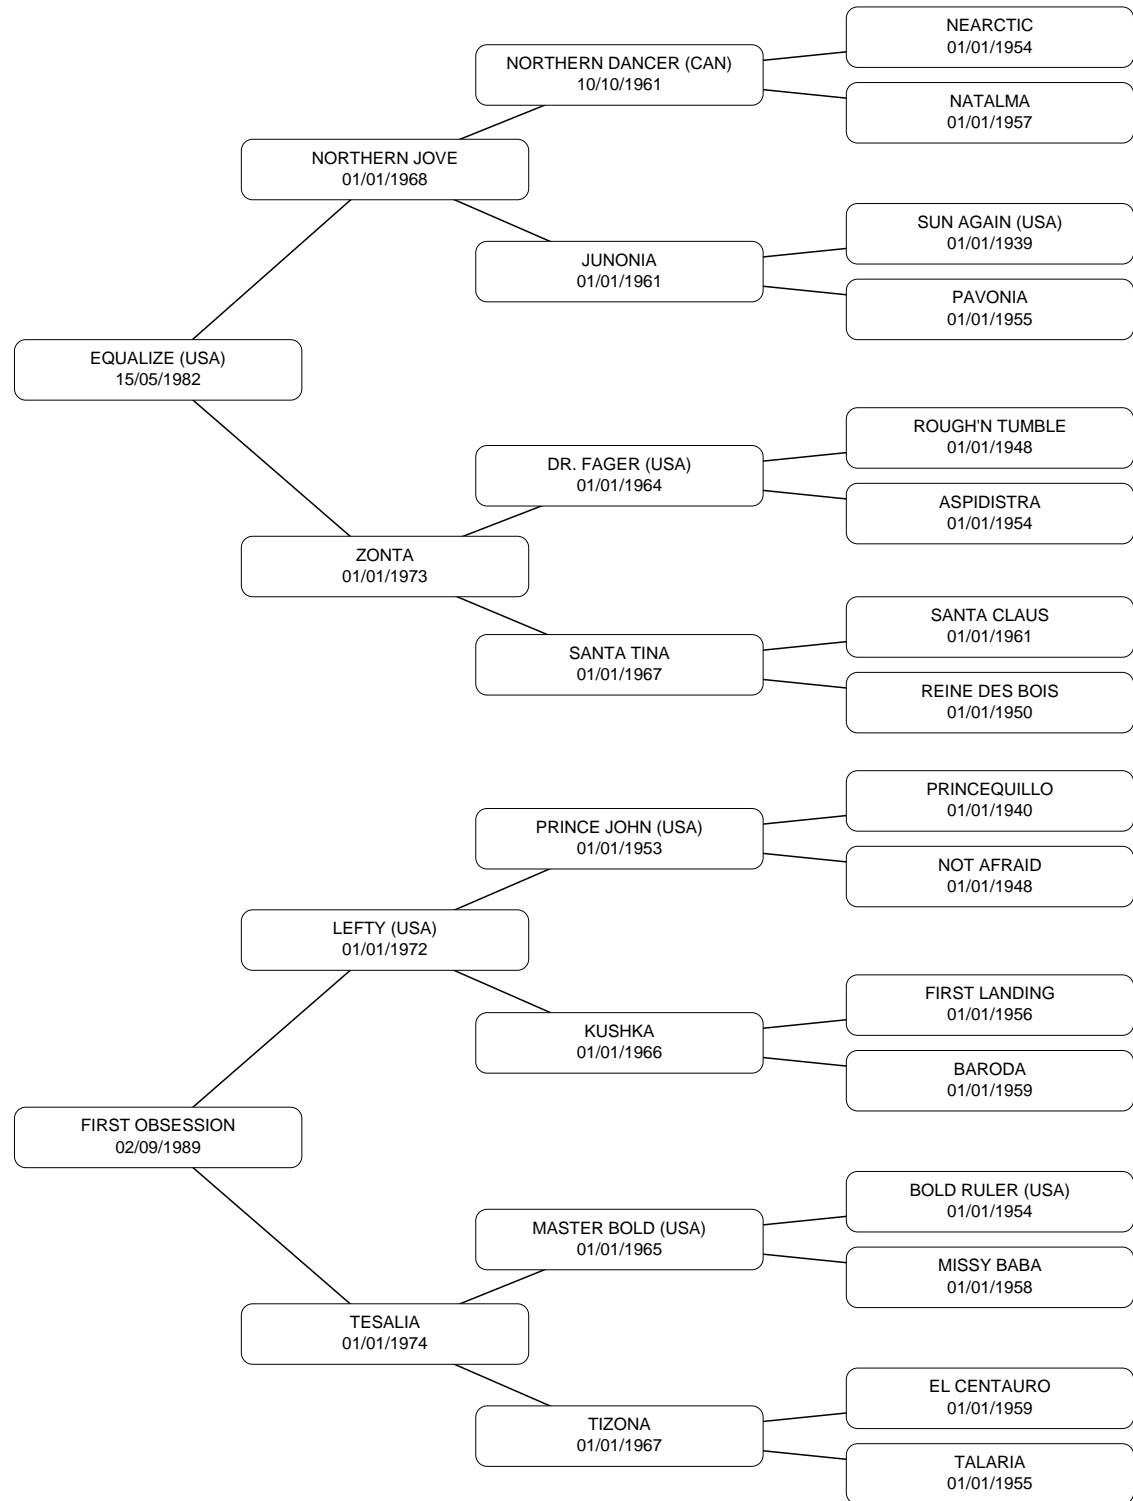 NEARCTIC
01/01/1954
NORTHERN DANCER (CAN)
10/10/1961
NATALMA
01/01/1957
NORTHERN JOVE
01/01/1968
SUN AGAIN (USA)
01/01/1939
JUNONIA
01/01/1961
PAVONIA
01/01/1955
EQUALIZE (USA)
15/05/1982
ROUGH'N TUMBLE
01/01/1948
DR. FAGER (USA)
01/01/1964
ASPIDISTRA
01/01/1954
ZONTA
01/01/1973
SANTA CLAUS
01/01/1961
SANTA TINA
01/01/1967
REINE DES BOIS
01/01/1950
PRINCEQUILLO
01/01/1940
PRINCE JOHN (USA)
01/01/1953
NOT AFRAID
01/01/1948
LEFTY (USA)
01/01/1972
FIRST LANDING
01/01/1956
KUSHKA
01/01/1966
BARODA
01/01/1959
FIRST OBSESSION
02/09/1989
BOLD RULER (USA)
01/01/1954
MASTER BOLD (USA)
01/01/1965
MISSY BABA
01/01/1958
TESALIA
01/01/1974
EL CENTAURO
01/01/1959
TIZONA
01/01/1967
TALARIA
01/01/1955